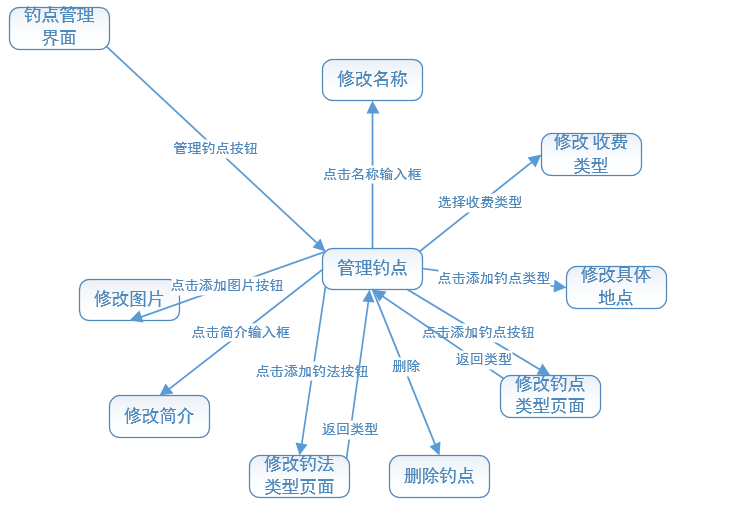 钓点管理
界面
修改名称
修改 收费
类型
管理钓点按钮
点击名称输入框
选择收费类型
管理钓点
修改具体
地点
点击添加钓点类型
修改图片
点击添加图片按钮
点击简介输入框
点击添加钓点按钮
返回类型
删除
点击添加钓法按钮
修改钓点
类型页面
修改简介
返回类型
修改钓法
类型页面
删除钓点